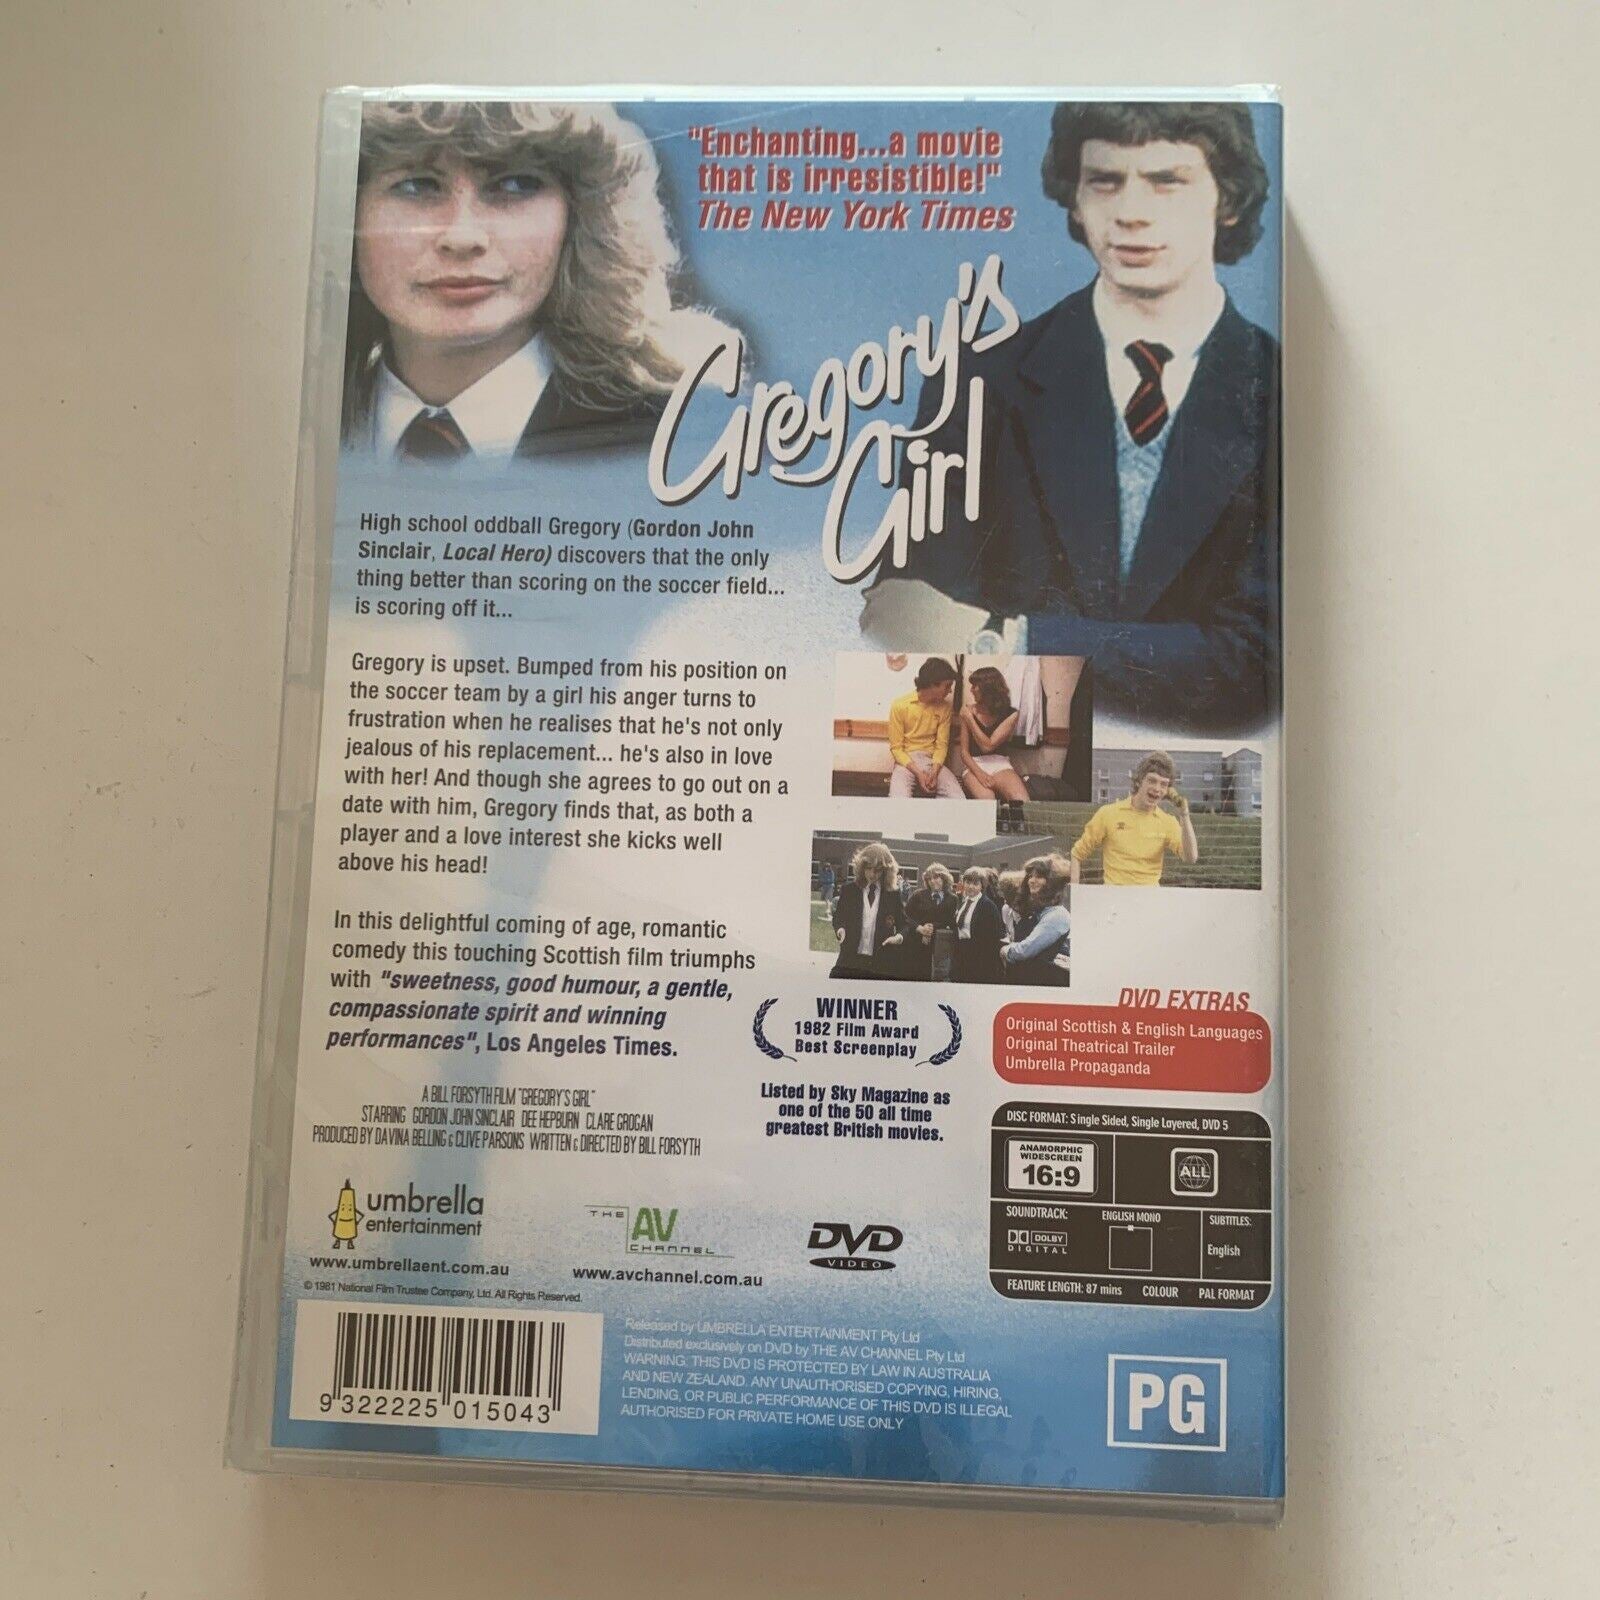 "Enchanting...a movie
that is irresistible!"
The New York Times
Gregory's
Girl
High school oddball Gregory (Gordon John
Sinclair, Local Hero) discovers that the only
thing better than scoring on the soccer field...
is scoring off it...
Gregory is upset. Bumped from his position on
the soccer team by a girl his anger turns to
frustration when he realises that he's not only
jealous of his replacement... he's also in love
with her! And though she agrees to go out on a
date with him, Gregory finds that, as both a
player and a love interest she kicks well
above his head!
In this delightful coming of age, romantic
comedy this touching Scottish film triumphs
with "sweetness, good humour, a gentle,
compassionate spirit and winning
performances", Los Angeles Times.
WINNER
1982 Film Award
Best Screenplay
Listed by Sky Magazine as
one of the 50 all time
greatest British movies.
DVD EXTRAS
Original Scottish & English Languages
Original Theatrical Trailer
Umbrella Propaganda
A BILL FORSYTH FILM "GREGORY'S GIRL"
STARRING GORDON JOHN SINCLAIR DEE HEPBURN CLARE GROGAN
PRODUCED BY DAVINA BELLING & CLIVE PARSONS WRITTEN & DIRECTED BY BILL FORSYTH
DISC FORMAT: Single Sided, Single Layered, DVD 5
ANAMORPHIC
WIDESCREEN
16:9
ALL
SOUNDTRACK:
DOLBY
DIGITAL
ENGLISH MONO
SUBTITLES:
English
FEATURE LENGTH: 87 mins COLOUR PAL FORMAT
umbrella
entertainment
www.umbrellaent.com.au
THE
AV
CHANNEL
www.avchannel.com.au
DVD
VIDEO
© 1981 National Film Trustee Company, Ltd. All Rights Reserved.
9 322225 015043
Released by UMBRELLA ENTERTAINMENT Pty Ltd
Distributed exclusively on DVD by THE AV CHANNEL Pty Ltd
WARNING: THIS DVD IS PROTECTED BY LAW IN AUSTRALIA
AND NEW ZEALAND. ANY UNAUTHORISED COPYING, HIRING,
LENDING, OR PUBLIC PERFORMANCE OF THIS DVD IS ILLEGAL
AUTHORISED FOR PRIVATE HOME USE ONLY
PG